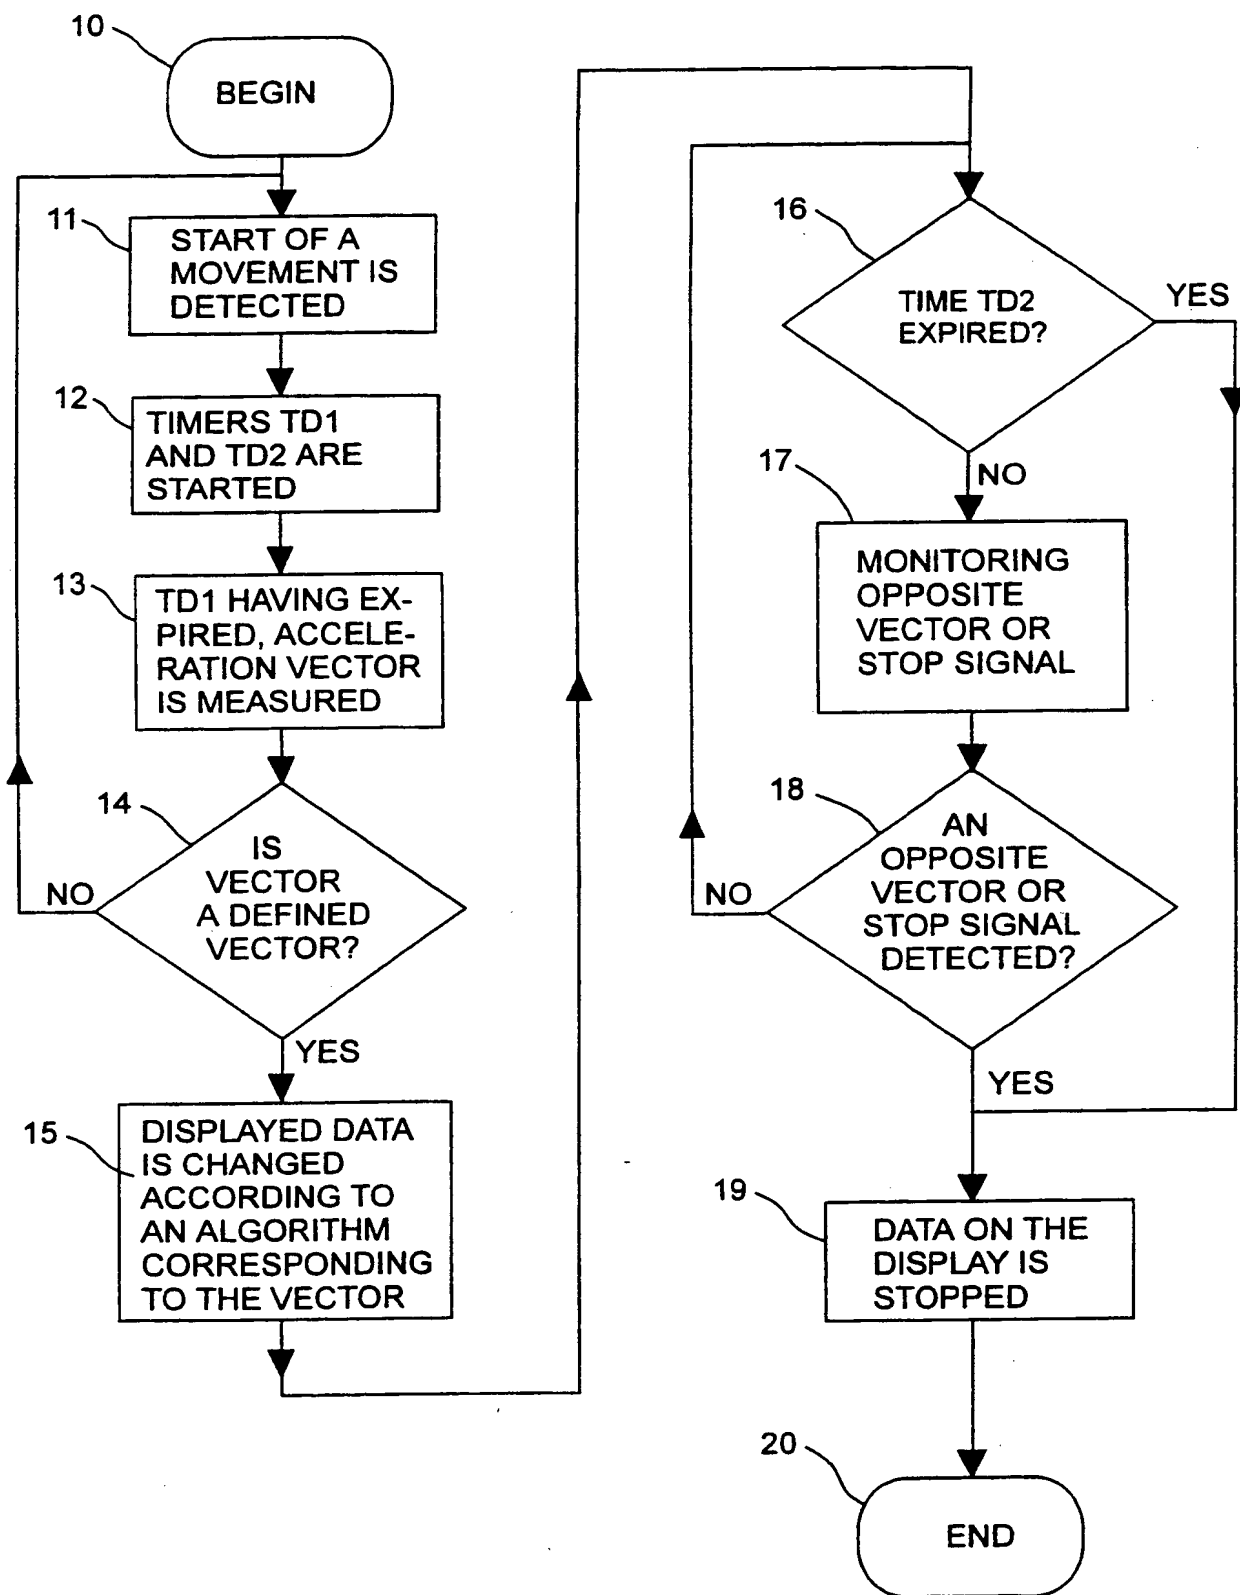 10
BEGIN
11
START OF A
MOVEMENT IS
DETECTED
12
TIMERS TD1
AND TD2 ARE
STARTED
13
TD1 HAVING EX-
PIRED, ACCELE-
RATION VECTOR
IS MEASURED
14
IS
VECTOR
A DEFINED
VECTOR?
NO
YES
15
DISPLAYED DATA
IS CHANGED
ACCORDING TO
AN ALGORITHM
CORRESPONDING
TO THE VECTOR
16
TIME TD2
EXPIRED?
YES
NO
17
MONITORING
OPPOSITE
VECTOR OR
STOP SIGNAL
18
AN
OPPOSITE
VECTOR OR
STOP SIGNAL
DETECTED?
NO
YES
19
DATA ON THE
DISPLAY IS
STOPPED
20
END